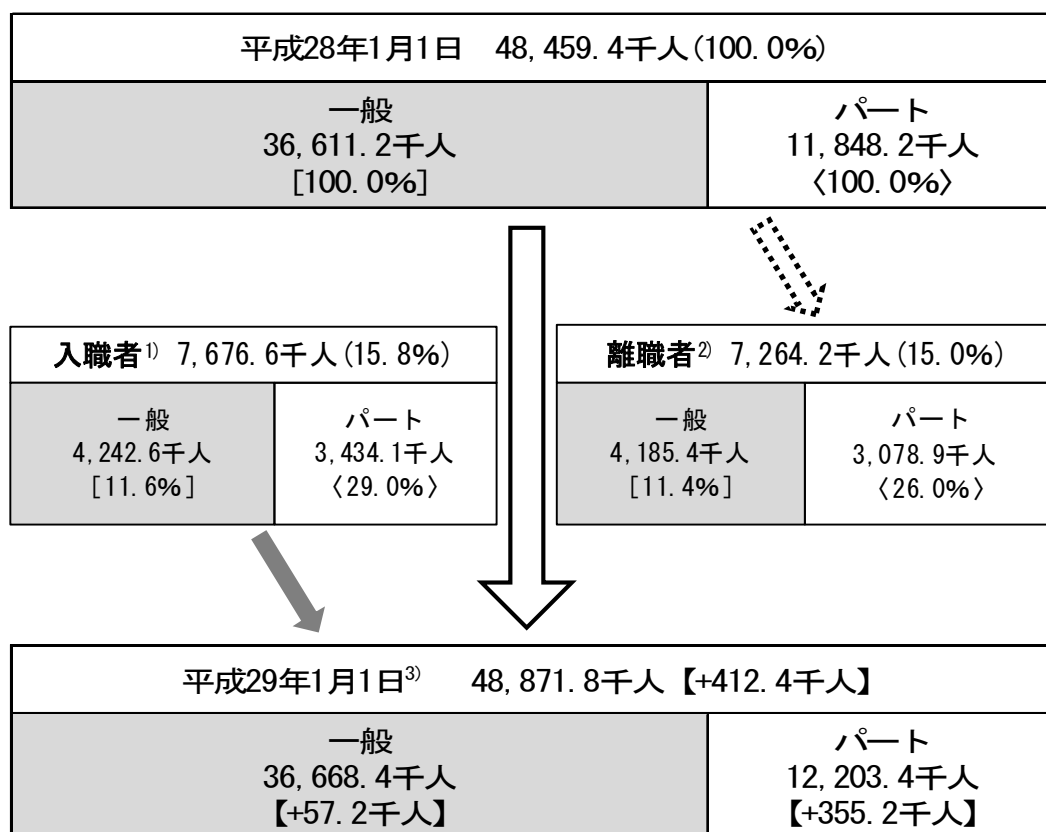 平成28年1月1日　48,459.4千人(100.0%)
一般
36,611.2千人
[100.0%]
パート
11,848.2千人
〈100.0%〉
入職者1) 7,676.6千人(15.8%)
一般
4,242.6千人
[11.6%]
パート
3,434.1千人
〈29.0%〉
離職者2) 7,264.2千人(15.0%)
一般
4,185.4千人
[11.4%]
パート
3,078.9千人
〈26.0%〉
平成29年1月1日3)　48,871.8千人【+412.4千人】
一般
36,668.4千人
【+57.2千人】
パート
12,203.4千人
【+355.2千人】